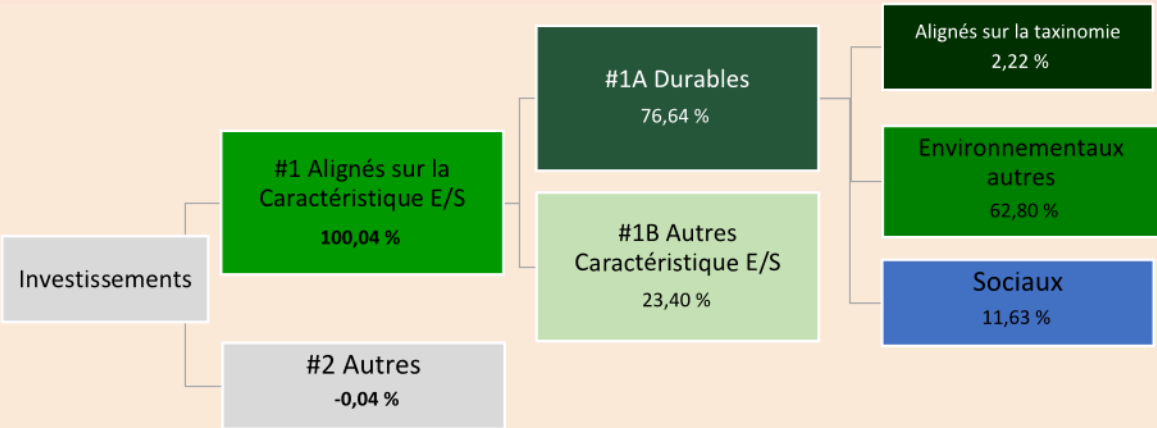 Investissements
#1 Alignés sur la
Caractéristique E/S
100,04 %
#2 Autres
-0,04 %
#1A Durables
76,64 %
#1B Autres
Caractéristique E/S
23,40 %
Alignés sur la taxinomie
2,22 %
Environnementaux
autres
62,80 %
Sociaux
11,63 %